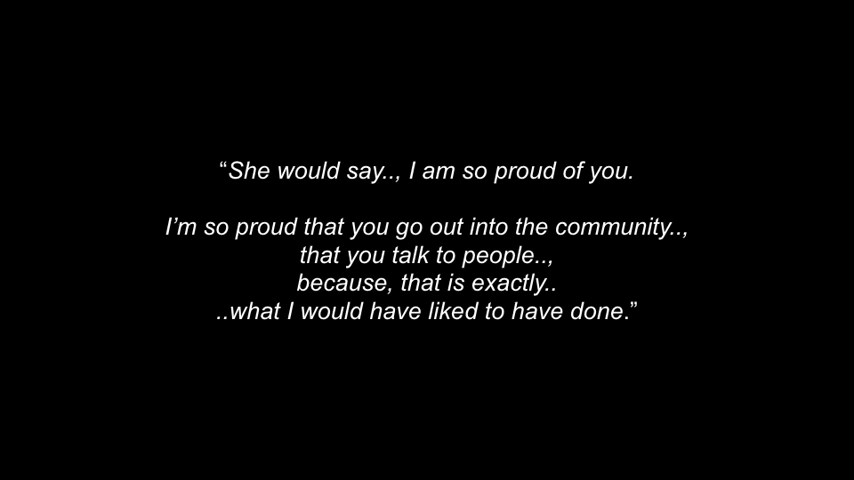 “She would say.., I am so proud of you.
I’m so proud that you go out into the community..,
that you talk to people..,
because, that is exactly..
..what I would have liked to have done.”